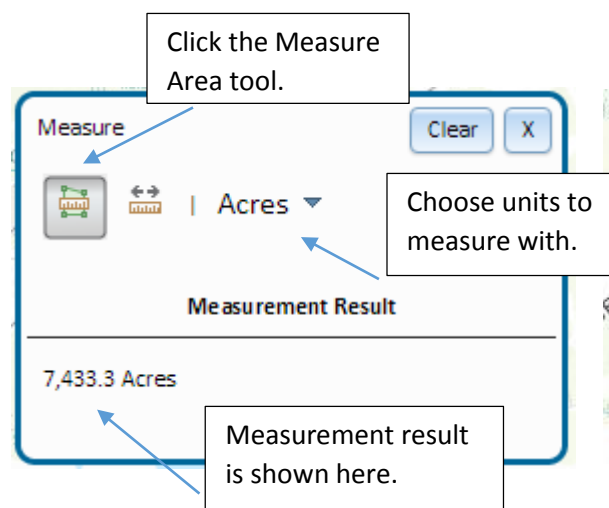 Click the Measure
Area tool.
Measure
Clear
X
| Acres
Choose units to
measure with.
Measurement Result
7,433.3 Acres
Measurement result
is shown here.